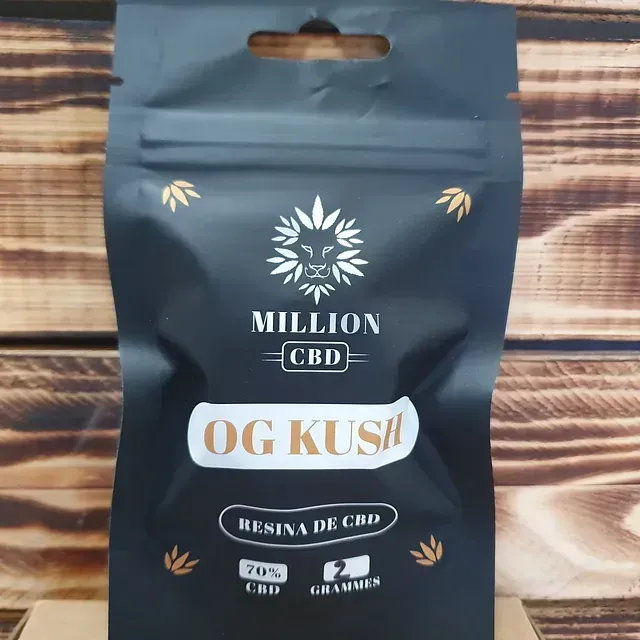 MILLION
CBD
OG KUSH
RESINA DE CBD
70% 2
CBD GRAMMES